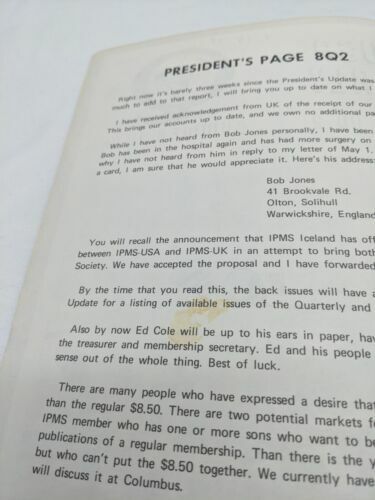 PRESIDENT'S PAGE 8Q2
Right now it's barely three weeks since the President's Update was
much to add to that report, I will bring you up to date on what I
I have received acknowledgement from UK of the receipt of our
This brings our accounts up to date, and we own no additional pa
While I have not heard from Bob Jones personally, I have been
Bob has been in the hospital again and has had more surgery on
why I have not heard from him in reply to my letter of May 1.
a card, I am sure that he would appreciate it. Here's his address
Bob Jones
41 Brookvale Rd.
Olton, Solihull
Warwickshire, England
You will recall the announcement that IPMS Iceland has off
between IPMS-USA and IPMS-UK in an attempt to bring both
Society. We have accepted the proposal and I have forwarded
By the time that you read this, the back issues will have a
Update for a listing of available issues of the Quarterly and
Also by now Ed Cole will be up to his ears in paper, hav
the treasurer and membership secretary. Ed and his people
sense out of the whole thing. Best of luck.
There are many people who have expressed a desire that
than the regular $8.50. There are two potential markets fo
IPMS member who has one or more sons who want to be
publications of a regular membership. Than there is the y
but who can't put the $8.50 together. We currently have
will discuss it at Columbus.